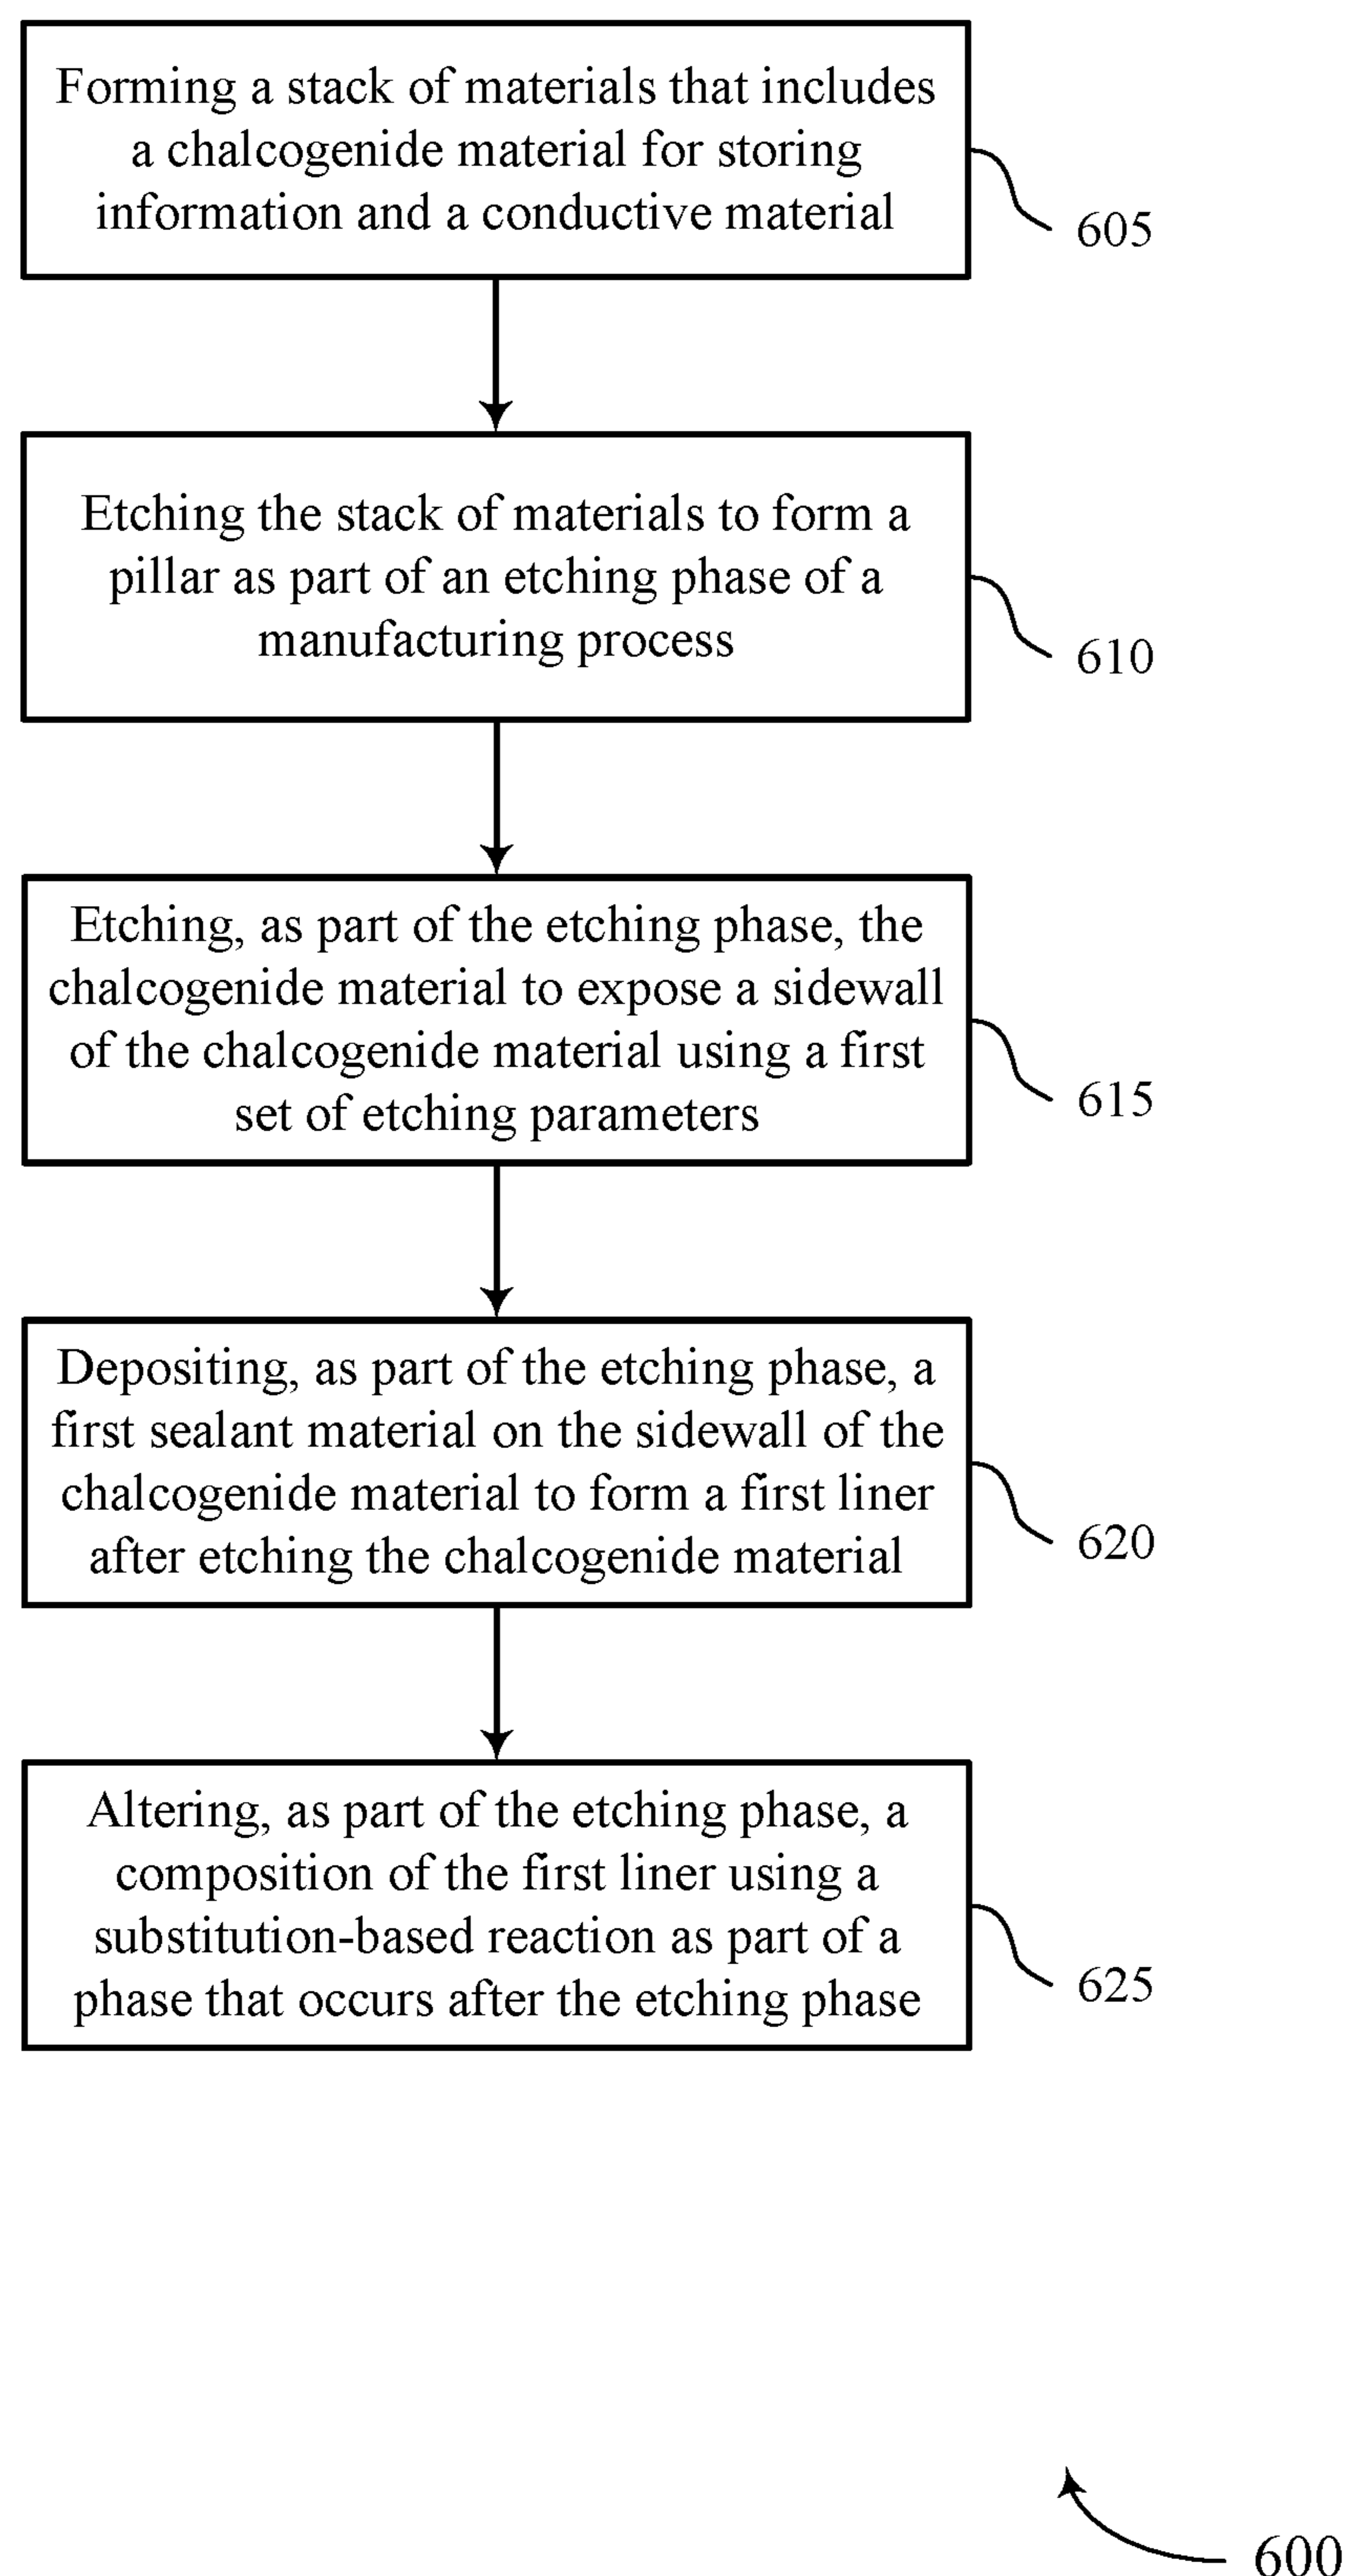 Forming a stack of materials that includes
a chalcogenide material for storing
information and a conductive material
605
Etching the stack of materials to form a
pillar as part of an etching phase of a
manufacturing process
610
Etching, as part of the etching phase, the
chalcogenide material to expose a sidewall
of the chalcogenide material using a first
set of etching parameters
615
Depositing, as part of the etching phase, a
first sealant material on the sidewall of the
chalcogenide material to form a first liner
after etching the chalcogenide material
620
Altering, as part of the etching phase, a
composition of the first liner using a
substitution-based reaction as part of a
phase that occurs after the etching phase
625
600